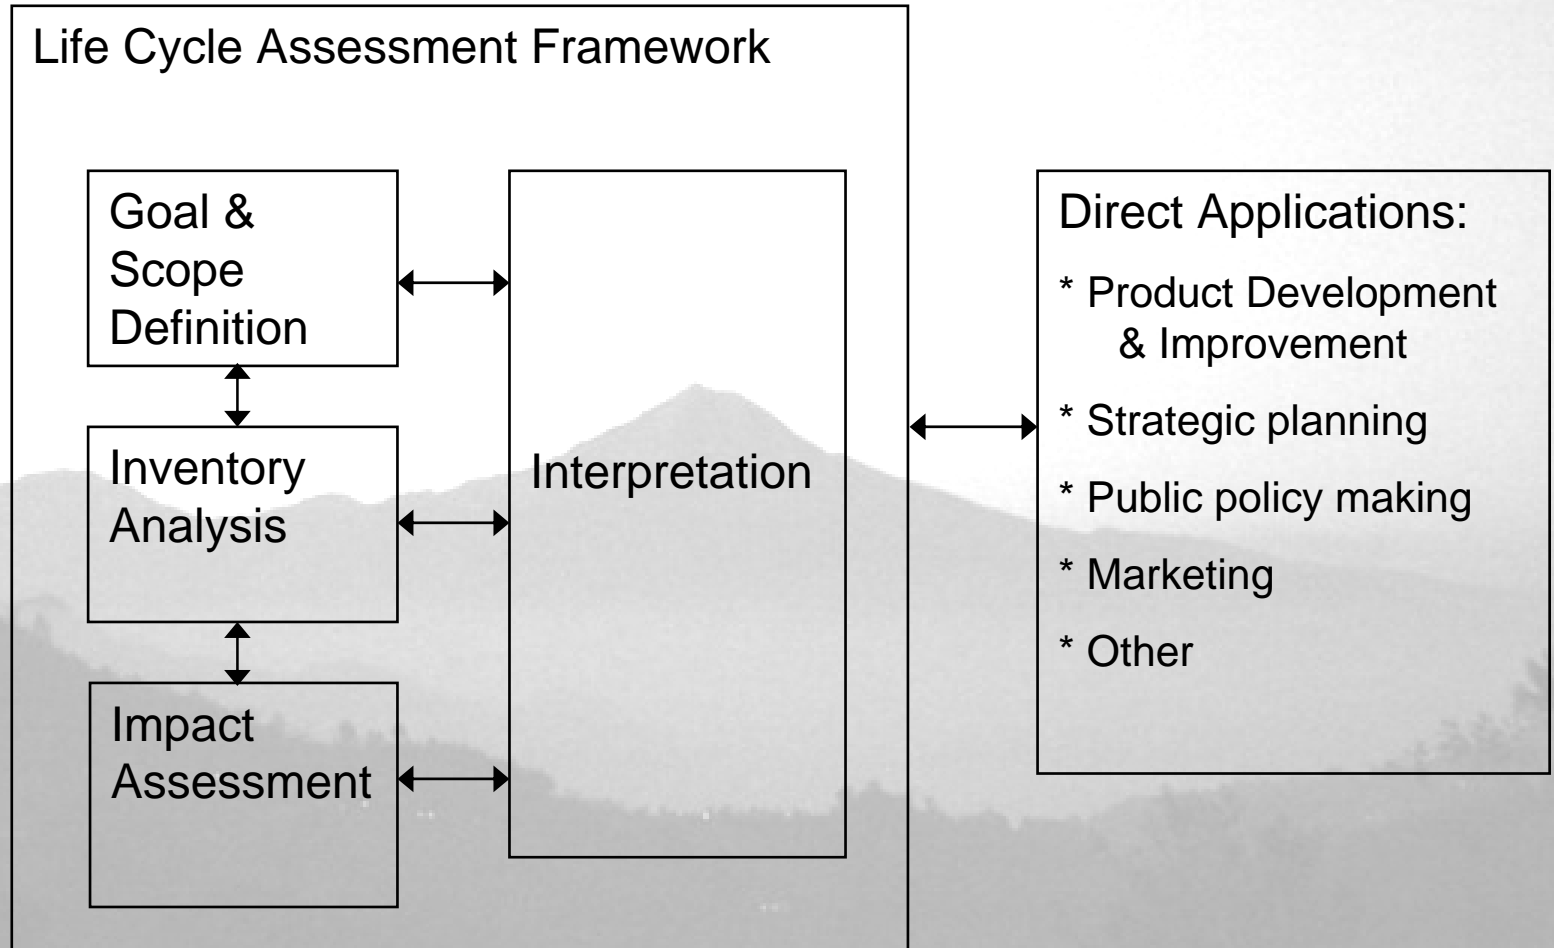 Life Cycle Assessment Framework
Goal &
Scope
Definition
Inventory
Analysis
Impact
Assessment
Interpretation
Direct Applications:
* Product Development
& Improvement
* Strategic planning
* Public policy making
* Marketing
* Other